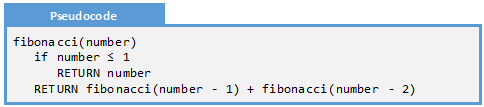 Pseudocode
fibonacci(number)
   if number ≤ 1
      RETURN number
   RETURN fibonacci(number - 1) + fibonacci(number - 2)